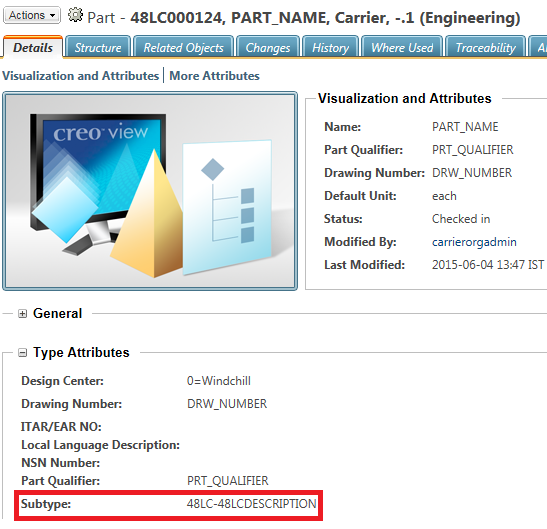 Actions Part - 48LC000124, PART_NAME, Carrier, -.1 (Engineering)
Details Structure Related Objects Changes History Where Used Traceability
Visualization and Attributes | More Attributes
creo view
Visualization and Attributes
Name: PART_NAME
Part Qualifier: PRT_QUALIFIER
Drawing Number: DRW_NUMBER
Default Unit: each
Status: Checked in
Modified By: carrierorgadmin
Last Modified: 2015-06-04 13:47 IST
General
Type Attributes
Design Center: 0=Windchill
Drawing Number: DRW_NUMBER
ITAR/EAR NO:
Local Language Description:
NSN Number:
Part Qualifier: PRT_QUALIFIER
Subtype: 48LC-48LCDESCRIPTION